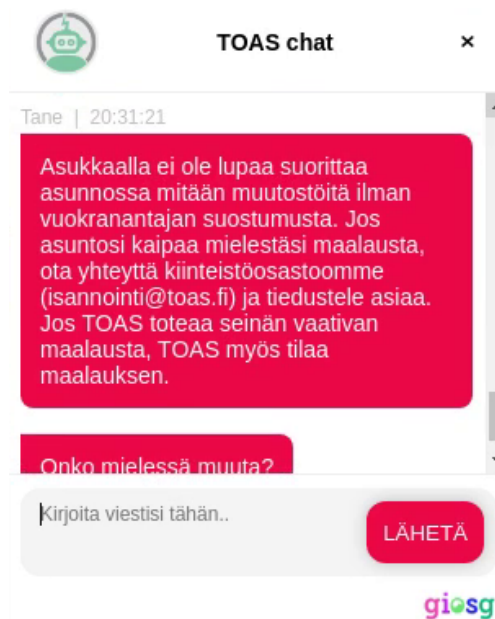 TOAS chat
×
Tane | 20:31:21
Asukkaalla ei ole lupaa suorittaa
asunnossa mitään muutostöitä ilman
vuokranantajan suostumusta. Jos
asuntosi kaipaa mielestäsi maalausta,
ota yhteyttä kiinteistöosastoomme
(isannointi@toas.fi) ja tiedustele asiaa.
Jos TOAS toteaa seinän vaativan
maalausta, TOAS myös tilaa
maalauksen.
Onko mielessä muuta?
Kirjoita viestisi tähän..
LÄHETÄ
giosg